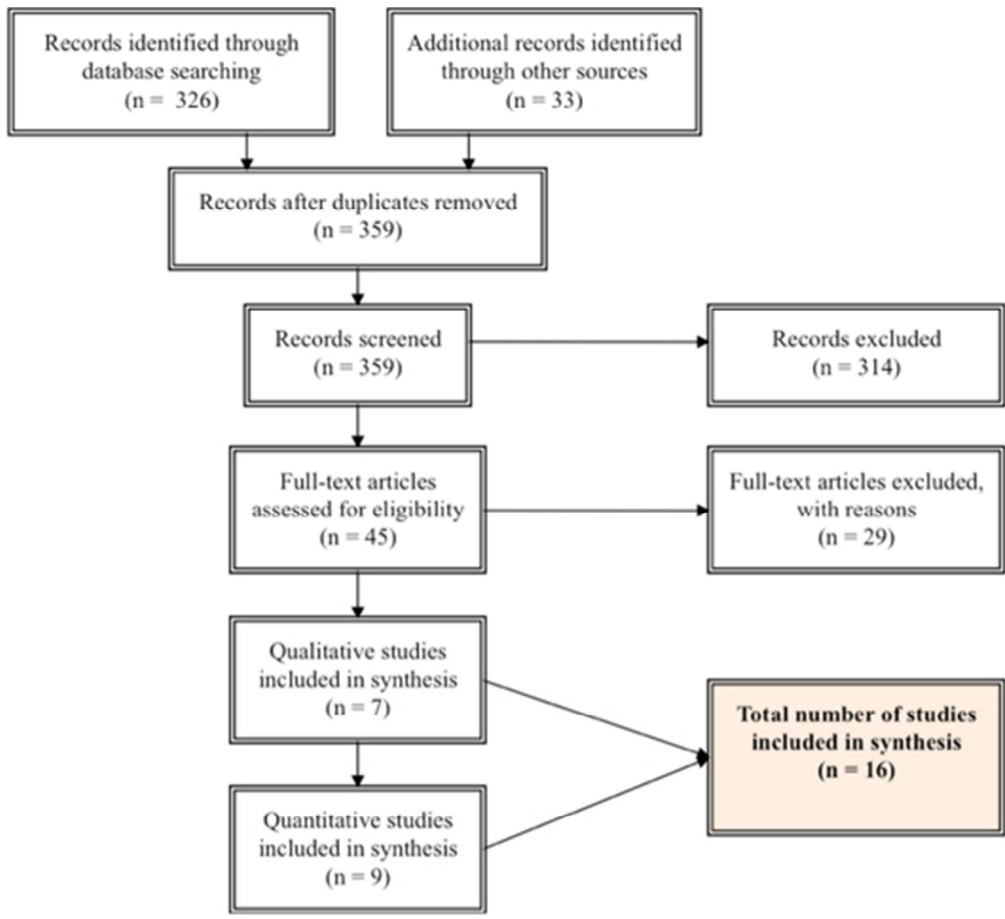 Records identified through
database searching
(n = 326)
Additional records identified
through other sources
(n = 33)
Records after duplicates removed
(n = 359)
Records screened
(n = 359)
Records excluded
(n = 314)
Full-text articles
assessed for eligibility
(n = 45)
Full-text articles excluded,
with reasons
(n = 29)
Qualitative studies
included in synthesis
(n = 7)
Total number of studies
included in synthesis
(n = 16)
Quantitative studies
included in synthesis
(n = 9)